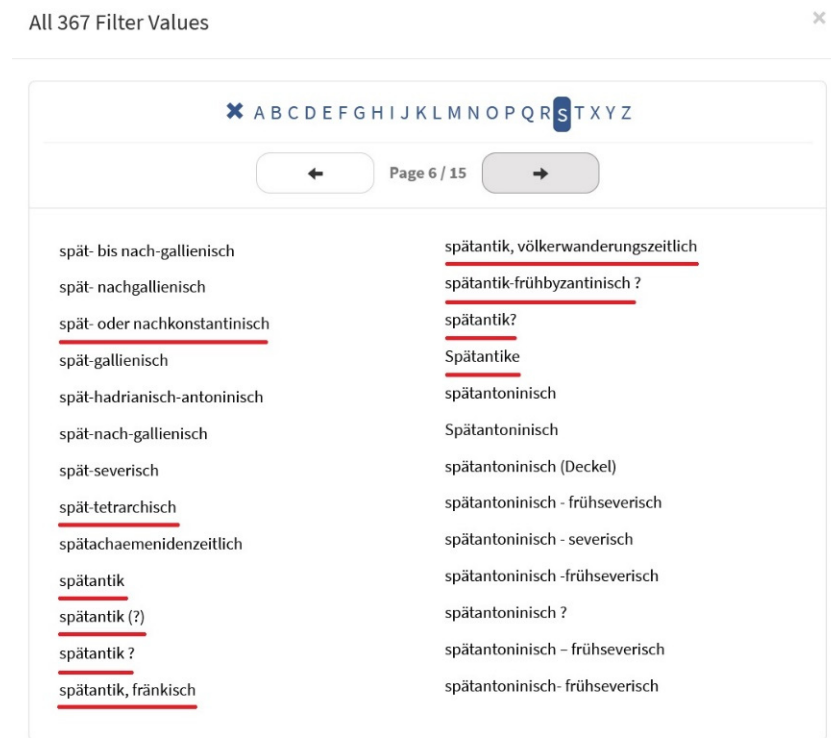 All 367 Filter Values
×
✖ A B C D E F G H I J K L M N O P Q R S T X Y Z
← Page 6 / 15 →
spät- bis nach-gallienisch
spät- nachgallienisch
spät- oder nachkonstantinisch
spät-gallienisch
spät-hadrianisch-antoninisch
spät-nach-gallienisch
spät-severisch
spät-tetrarchisch
spätachaemenidenzeitlich
spätantik
spätantik (?)
spätantik ?
spätantik, fränkisch
spätantik, völkerwanderungszeitlich
spätantik-frühbyzantinisch ?
spätantik?
Spätantike
spätantoninisch
Spätantoninisch
spätantoninisch (Deckel)
spätantoninisch - frühseverisch
spätantoninisch - severisch
spätantoninisch -frühseverisch
spätantoninisch ?
spätantoninisch – frühseverisch
spätantoninisch- frühseverisch